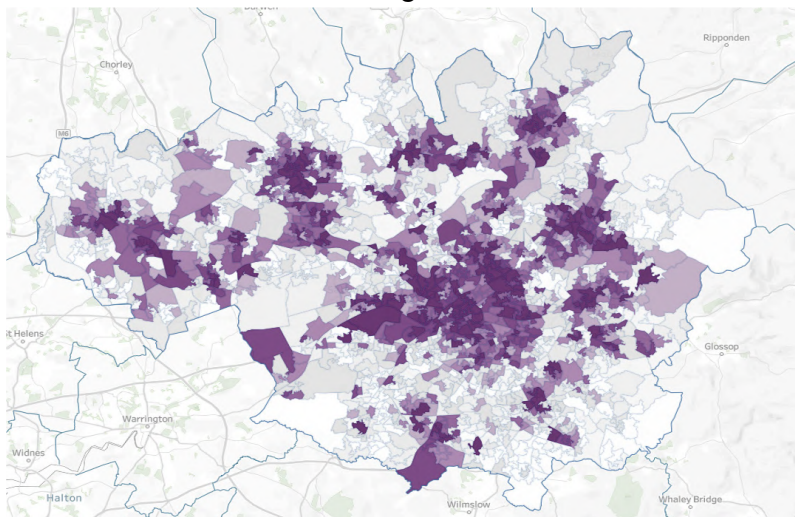 Chorley
Ripponden
M6
St Helens
Glossop
Warrington
Widnes
Halton
Wilmslow
Whaley Bridge